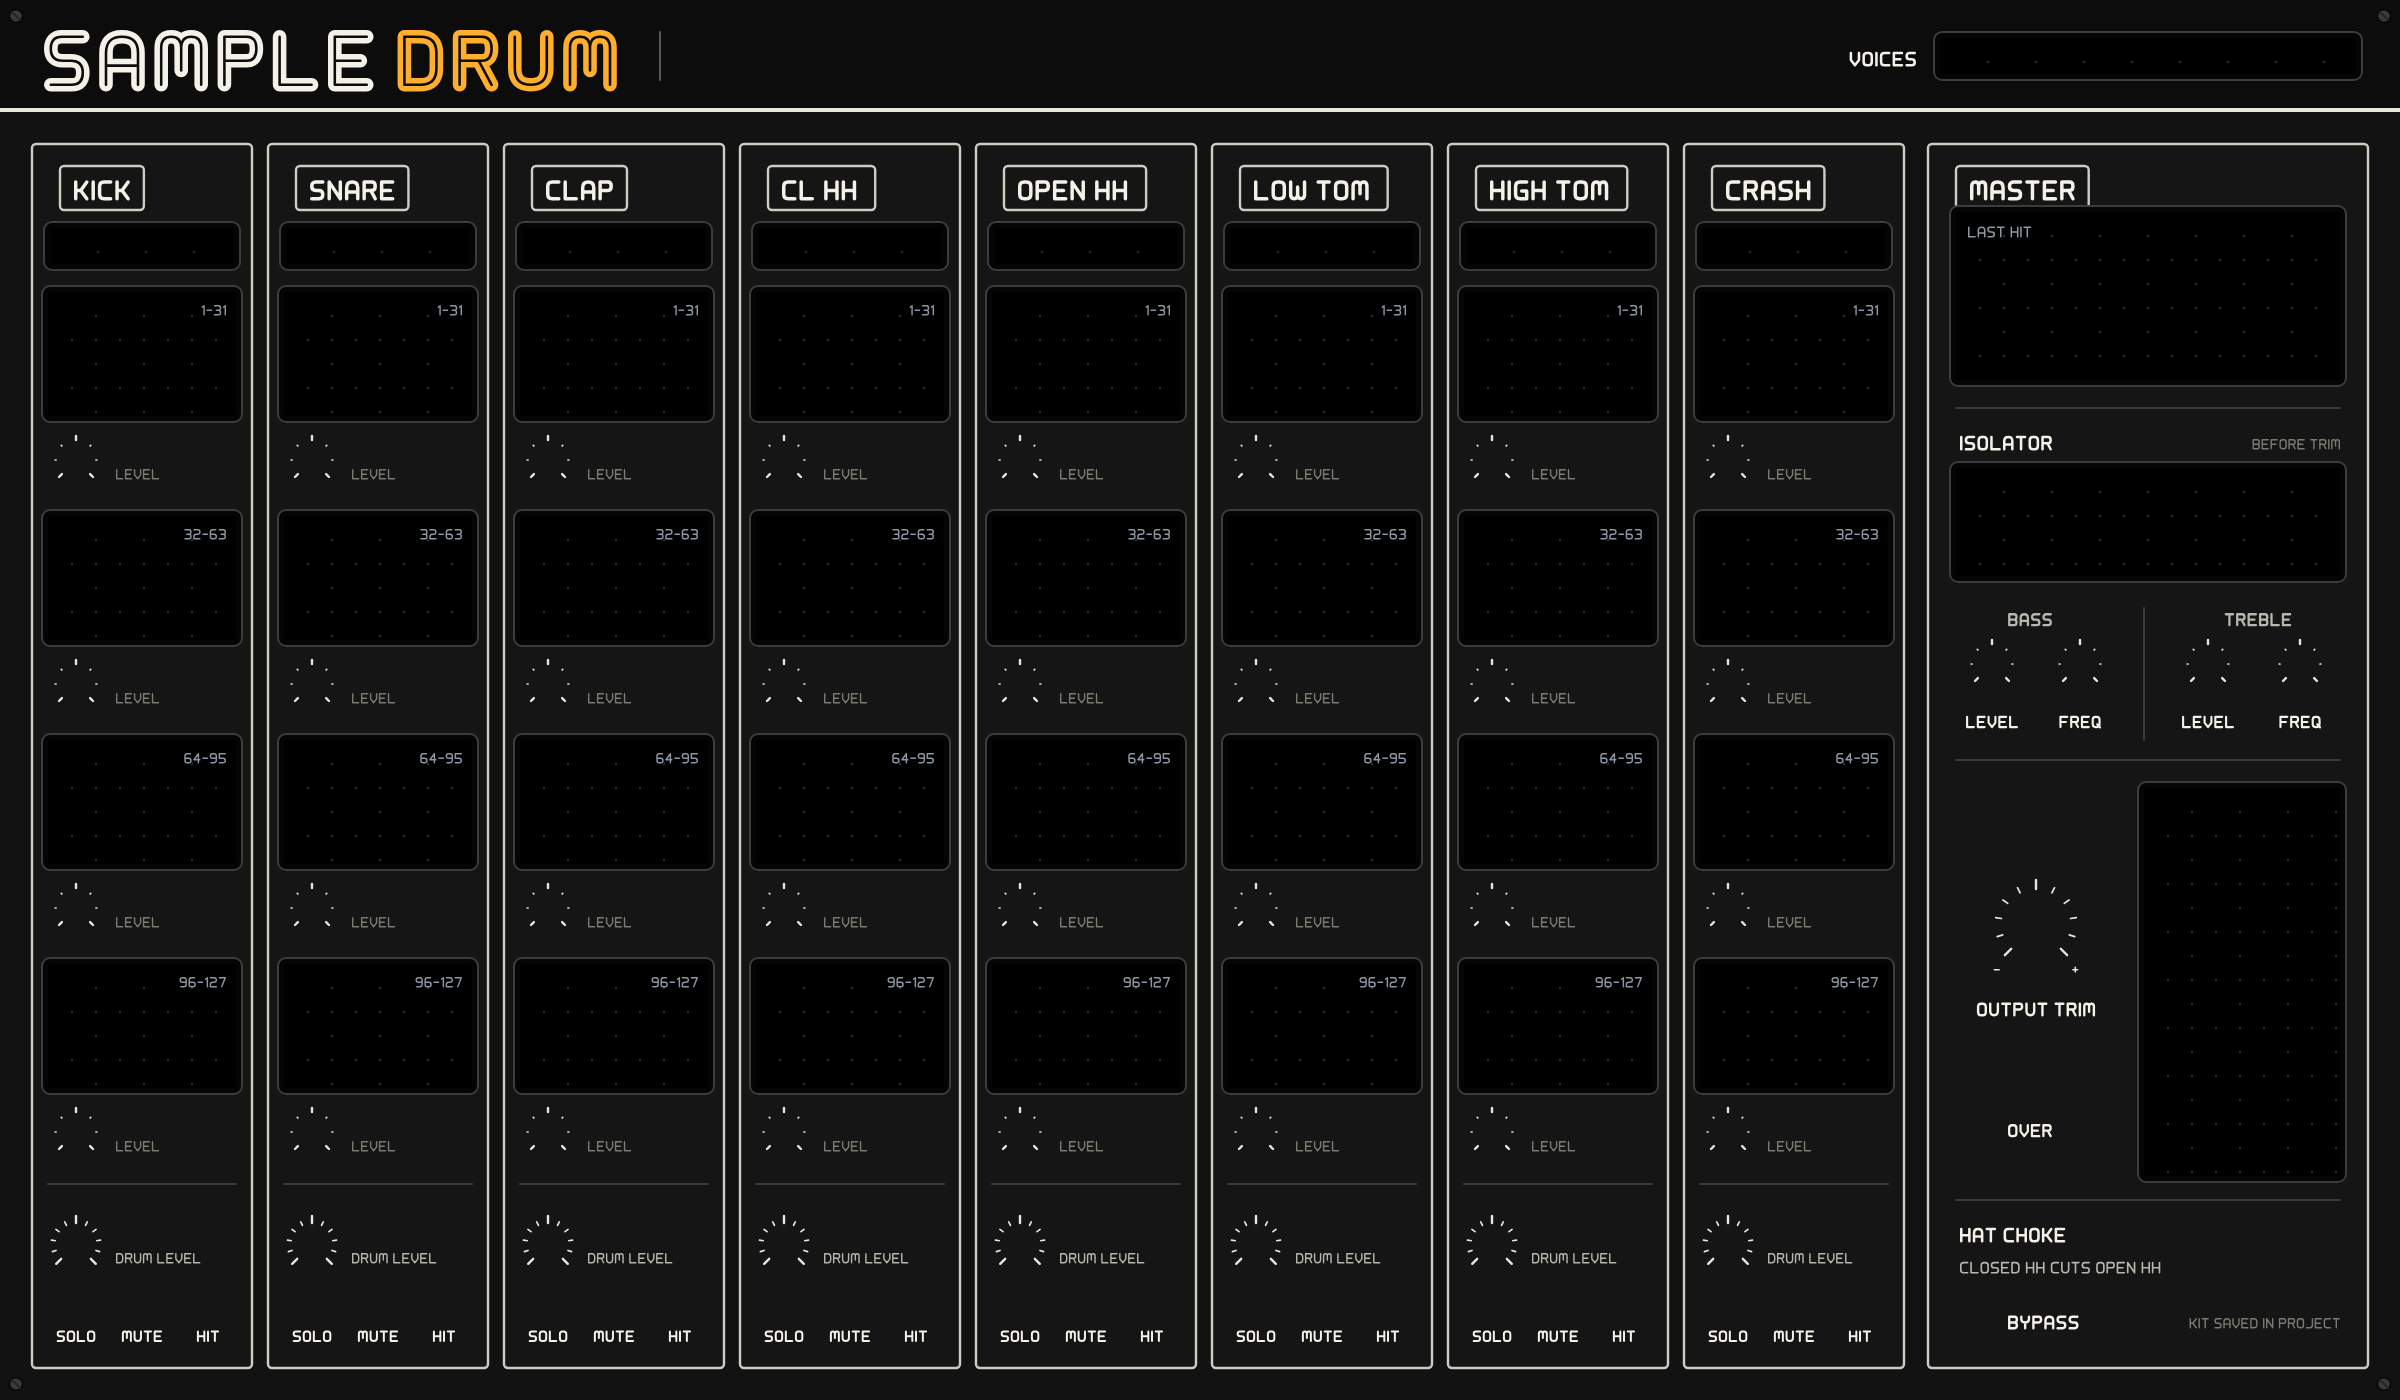 SAMPLE DRUM
VOICES
KICK SNARE CLAP CL HH OPEN HH LOW TOM HIGH TOM CRASH MASTER
LAST HIT
1-31 1-31 1-31 1-31 1-31 1-31 1-31 1-31
ISOLATOR BEFORE TRIM
LEVEL LEVEL LEVEL LEVEL LEVEL LEVEL LEVEL LEVEL
32-63 32-63 32-63 32-63 32-63 32-63 32-63 32-63
BASS TREBLE
LEVEL LEVEL LEVEL LEVEL LEVEL LEVEL LEVEL LEVEL
LEVEL FREQ LEVEL FREQ
64-95 64-95 64-95 64-95 64-95 64-95 64-95 64-95
LEVEL LEVEL LEVEL LEVEL LEVEL LEVEL LEVEL LEVEL
- +
96-127 96-127 96-127 96-127 96-127 96-127 96-127 96-127
OUTPUT TRIM
OVER
LEVEL LEVEL LEVEL LEVEL LEVEL LEVEL LEVEL LEVEL
HAT CHOKE
DRUM LEVEL DRUM LEVEL DRUM LEVEL DRUM LEVEL DRUM LEVEL DRUM LEVEL DRUM LEVEL DRUM LEVEL
CLOSED HH CUTS OPEN HH
BYPASS KIT SAVED IN PROJECT
SOLO MUTE HIT SOLO MUTE HIT SOLO MUTE HIT SOLO MUTE HIT SOLO MUTE HIT SOLO MUTE HIT SOLO MUTE HIT SOLO MUTE HIT